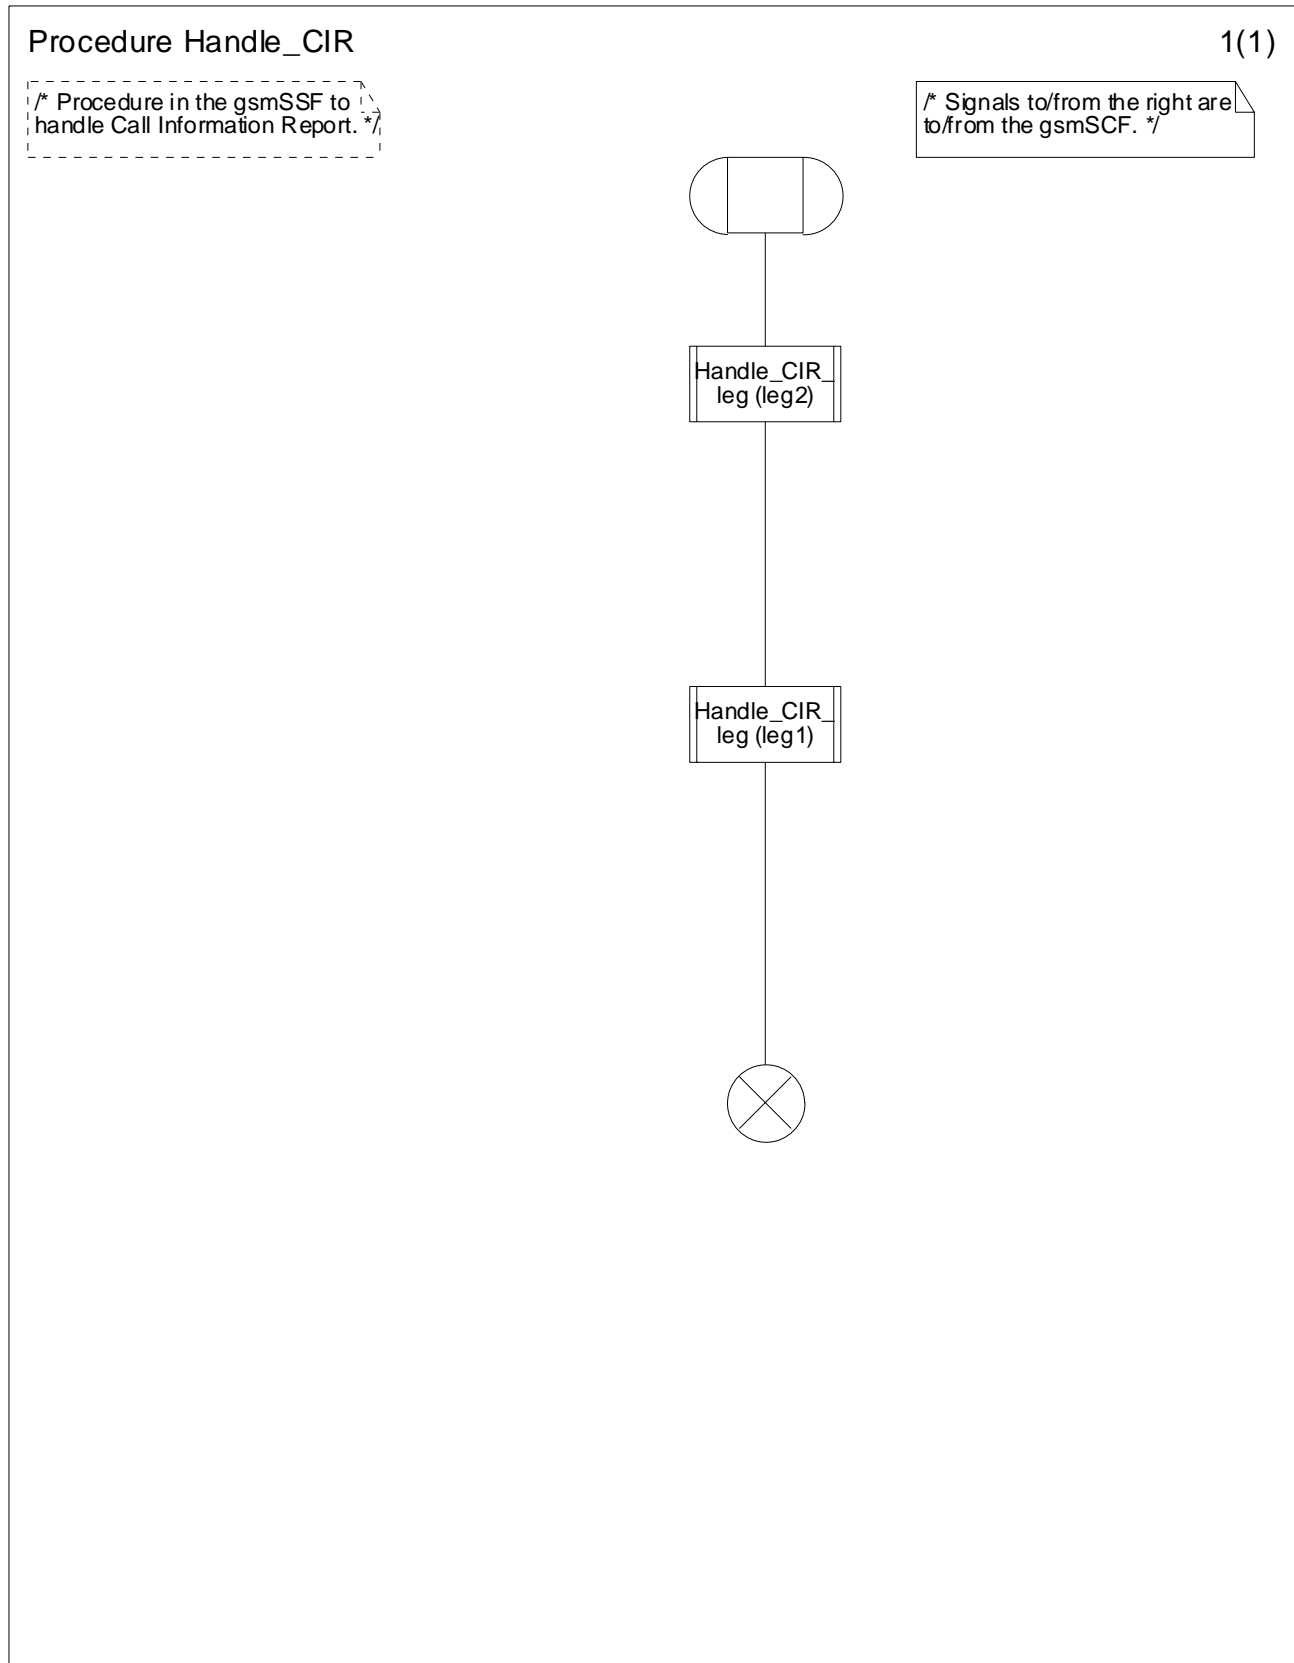 Procedure Handle_CIR
1(1)
/* Procedure in the gsmSSF to
handle Call Information Report. */
/* Signals to/from the right are
to/from the gsmSCF. */
Handle_CIR_
leg (leg2)
Handle_CIR_
leg (leg1)